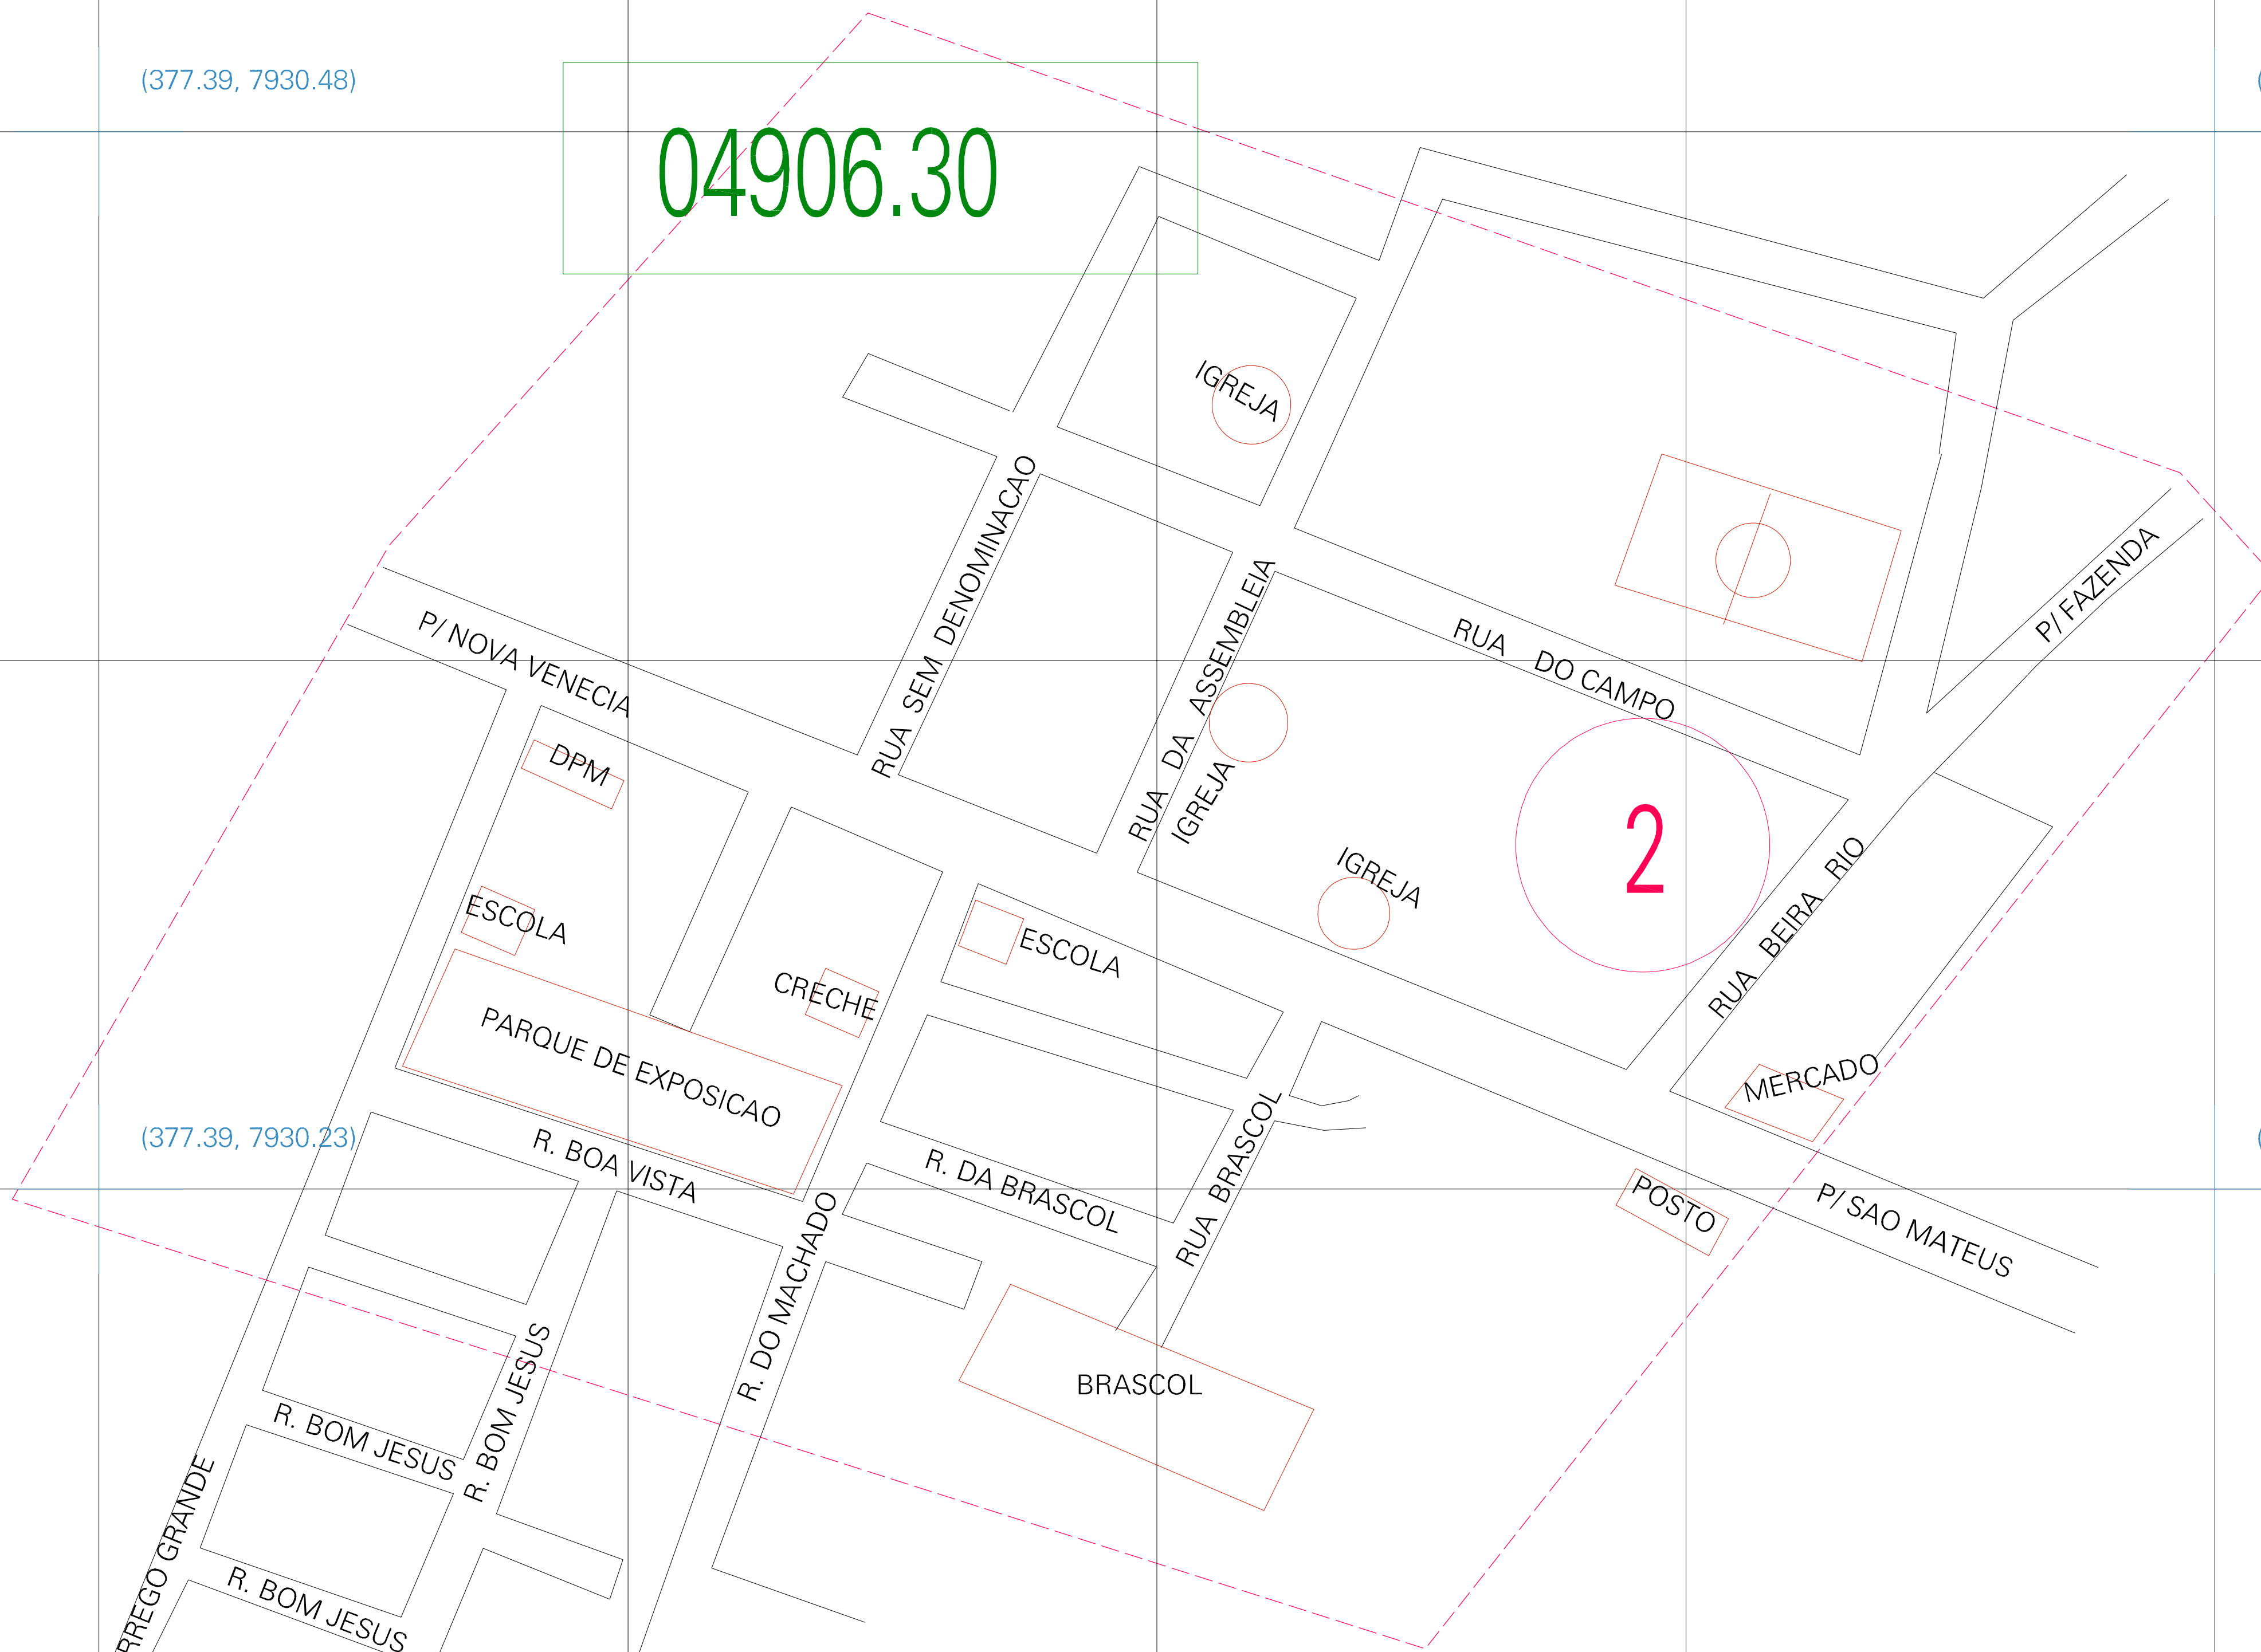 (377.39, 7930.48)
04906.30
IGREJA
RUA SEM DENOMINACAO
P/ FAZENDA
P/ NOVA VENECIA
RUA DA ASSEMBLEIA
RUA DO CAMPO
DPM
IGREJA
2
IGREJA
RUA BEIRA RIO
ESCOLA
ESCOLA
CRECHE
PARQUE DE EXPOSICAO
MERCADO
(377.39, 7930.23)
R. BOA VISTA
R. DA BRASCOL
RUA BRASCOL
POSTO
P/ SAO MATEUS
R. DO MACHADO
BRASCOL
R. BOM JESUS
R. BOM JESUS
RREGO GRANDE
R. BOM JESUS